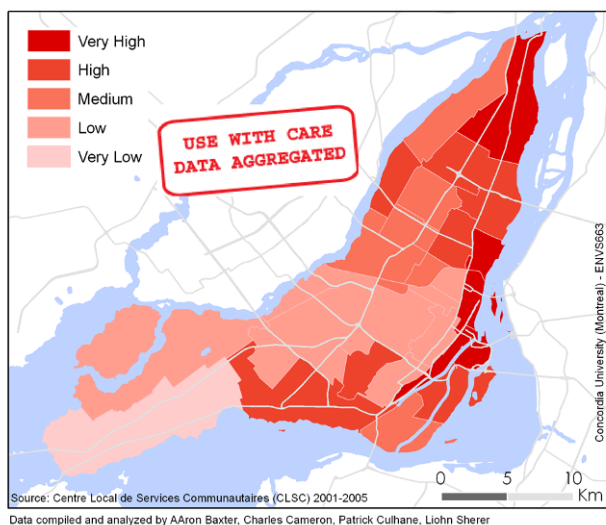 Very High
High
Medium
Low
Very Low
USE WITH CARE
DATA AGGREGATED
Concordia University (Montreal) - ENVS663
0 5 10
Km
Source: Centre Local de Services Communautaires (CLSC) 2001-2005
Data compiled and analyzed by AAron Baxter, Charles Cameron, Patrick Culhane, Liohn Sherer